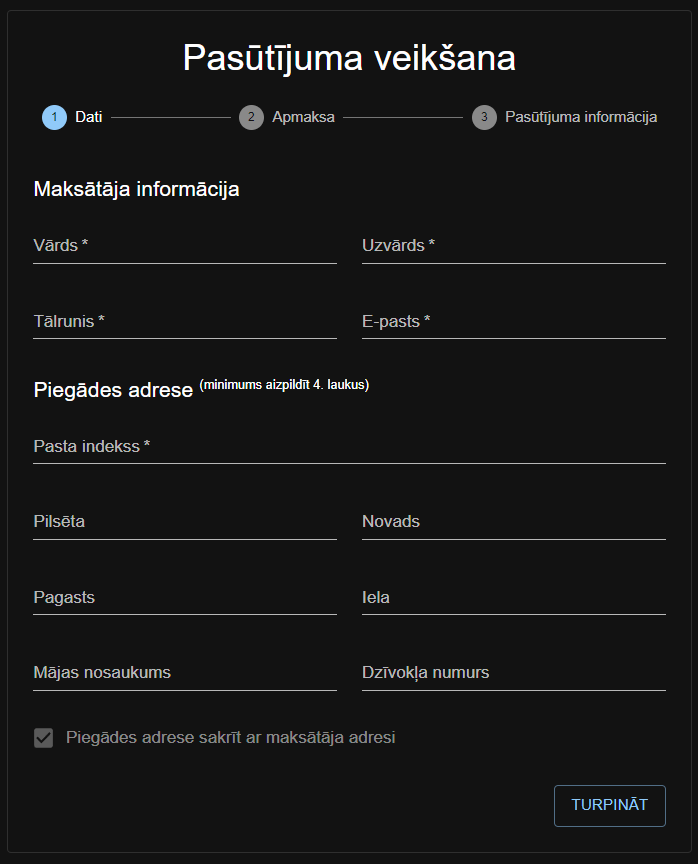 Pasūtījuma veikšana
1 Dati 2 Apmaksa 3 Pasūtījuma informācija
Maksātāja informācija
Vārds * Uzvārds *
Tālrunis * E-pasts *
Piegādes adrese (minimums aizpildīt 4. laukus)
Pasta indekss *
Pilsēta Novads
Pagasts Iela
Mājas nosaukums Dzīvokļa numurs
Piegādes adrese sakrīt ar maksātāja adresi
TURPINĀT